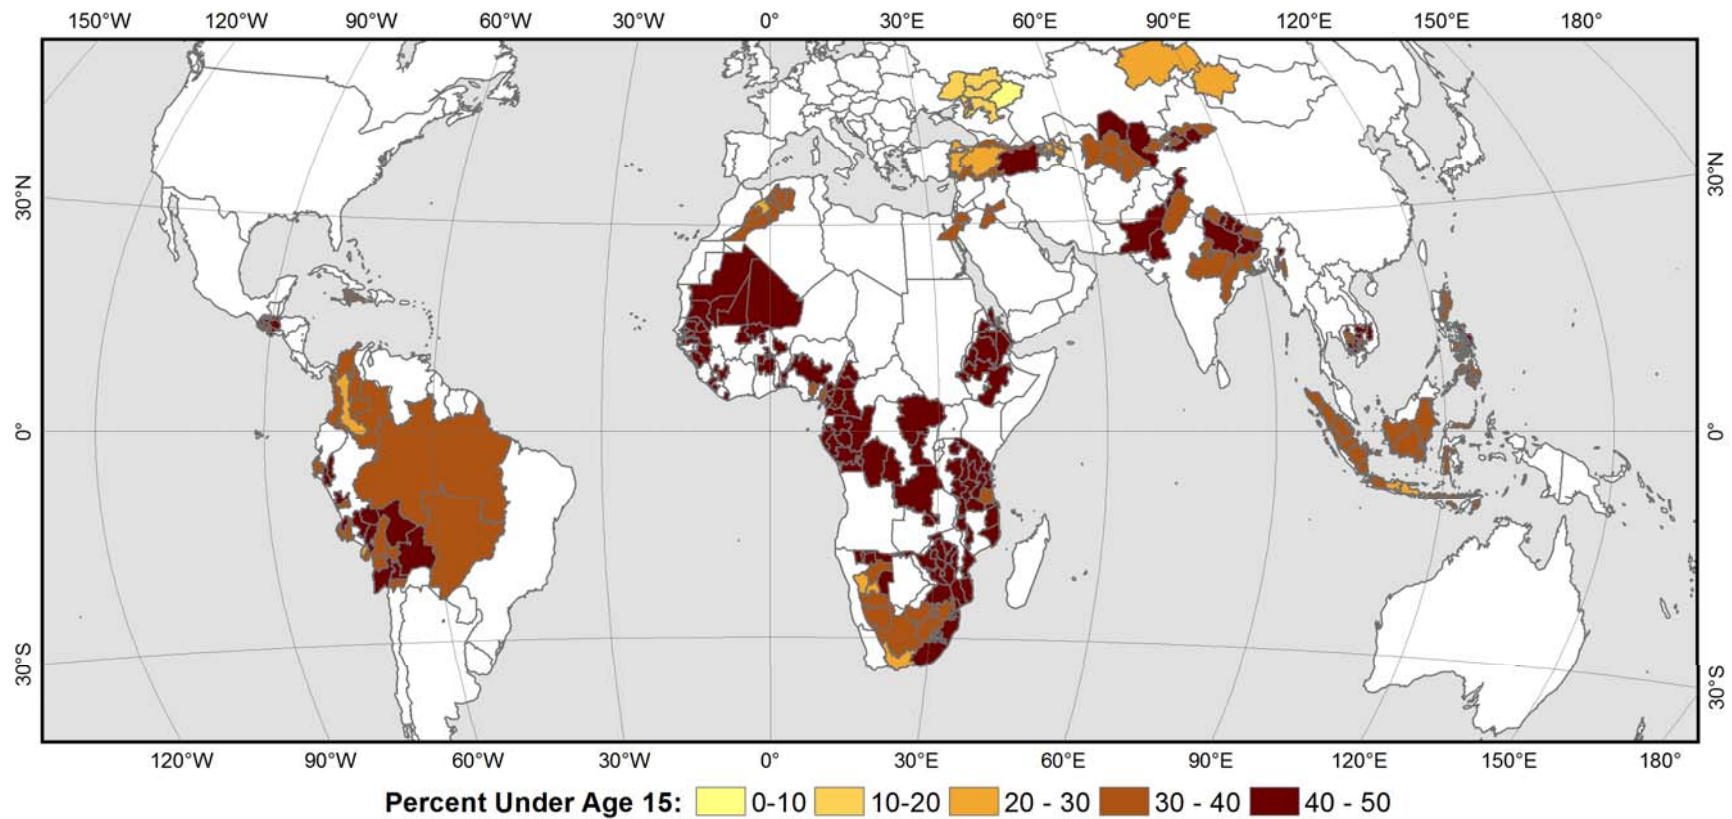 150°W 120°W 90°W 60°W 30°W 0° 30°E 60°E 90°E 120°E 150°E 180°
30°N 30°N
0° 0°
30°S 30°S
120°W 90°W 60°W 30°W 0° 30°E 60°E 90°E 120°E 150°E 180°
Percent Under Age 15: 0-10 10-20 20 - 30 30 - 40 40 - 50